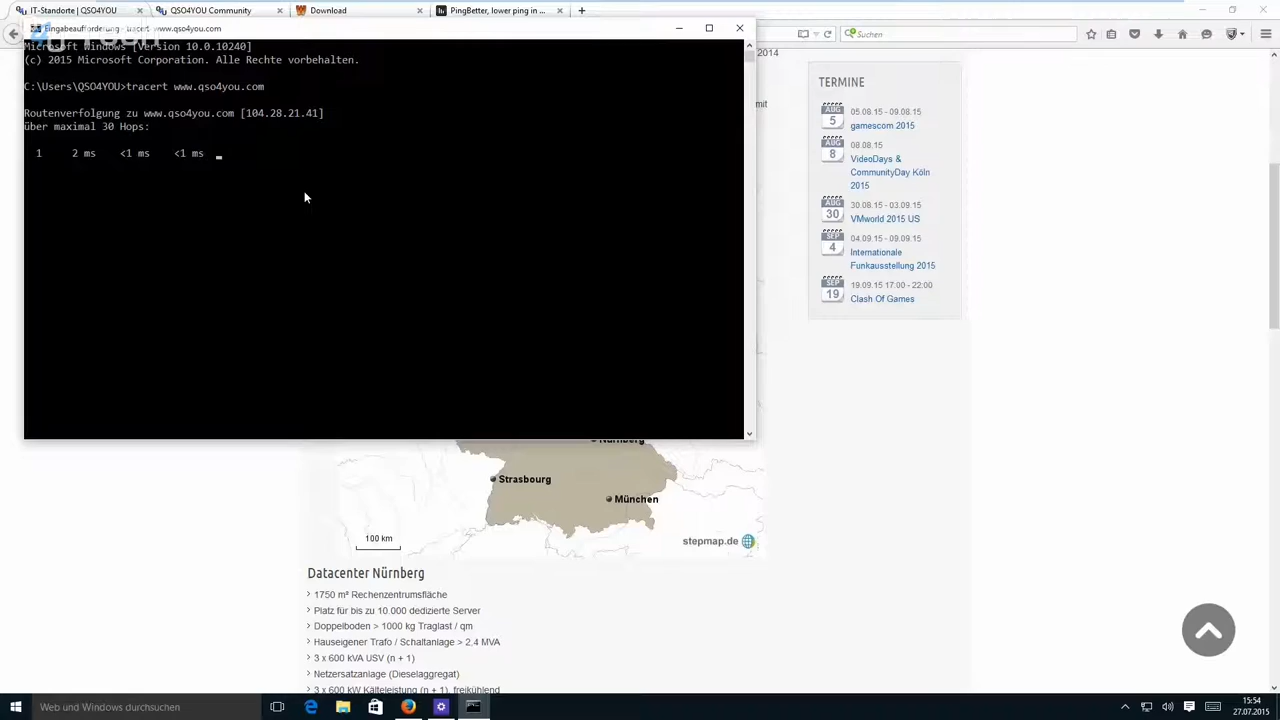 IT-Standorte | QSO4YOU
QSO4YOU Community
Download
PingBetter, lower ping in ...
Eingabeaufforderung - tracert www.qso4you.com
Suchen
Microsoft Windows [Version 10.0.10240]
(c) 2015 Microsoft Corporation. Alle Rechte vorbehalten.
C:\Users\QSO4YOU>tracert www.qso4you.com
Routenverfolgung zu www.qso4you.com [104.28.21.41]
über maximal 30 Hops:
1 2 ms <1 ms <1 ms
2014
mit
TERMINE
AUG 5
05.08.15 - 09.08.15
gamescom 2015
AUG 8
08.08.15
VideoDays &
CommunityDay Köln
2015
AUG 30
30.08.15 - 03.09.15
VMworld 2015 US
SEP 4
04.09.15 - 09.09.15
Internationale
Funkausstellung 2015
SEP 19
19.09.15 17:00 - 22:00
Clash Of Games
Nürnberg
Strasbourg
München
100 km
stepmap.de
Datacenter Nürnberg
1750 m² Rechenzentrumsfläche
Platz für bis zu 10.000 dedizierte Server
Doppelboden > 1000 kg Traglast / qm
Hauseigener Trafo / Schaltanlage > 2,4 MVA
3 x 600 kVA USV (n + 1)
Netzersatzanlage (Dieselaggregat)
3 x 600 kW Kälteleistung (n + 1), freikühlend
Web und Windows durchsuchen
15:54
27.07.2015